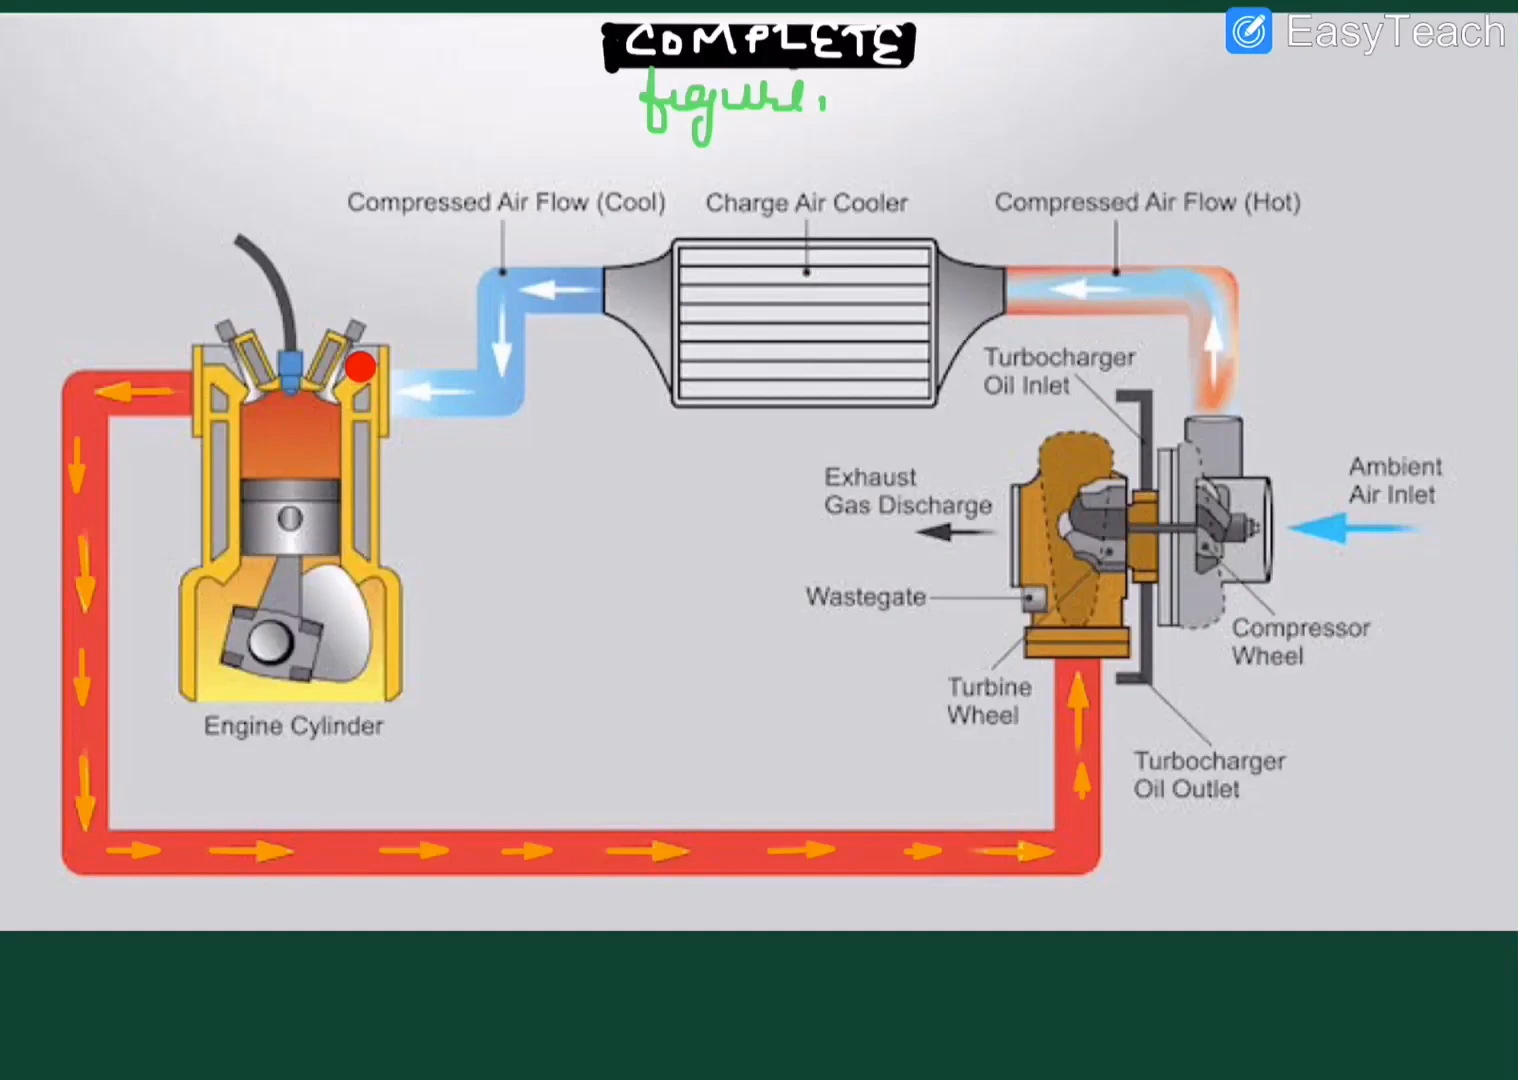 COMPLETE
figure.
EasyTeach
Compressed Air Flow (Cool)
Charge Air Cooler
Compressed Air Flow (Hot)
Turbocharger
Oil Inlet
Exhaust
Gas Discharge
Ambient
Air Inlet
Wastegate
Compressor
Wheel
Turbine
Wheel
Engine Cylinder
Turbocharger
Oil Outlet